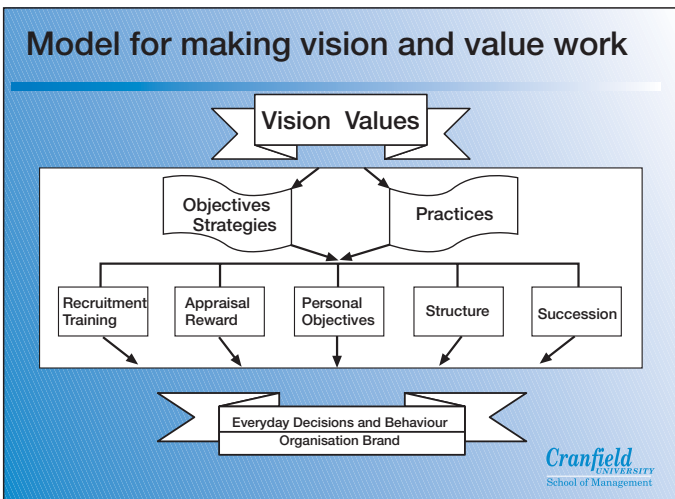 Model for making vision and value work
Vision Values
Objectives
Strategies
Practices
Recruitment
Training
Appraisal
Reward
Personal
Objectives
Structure
Succession
Everyday Decisions and Behaviour
Organisation Brand
Cranfield
UNIVERSITY
School of Management